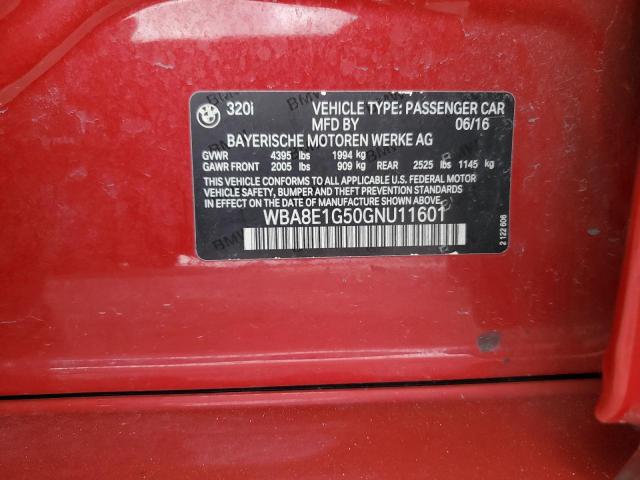 320i VEHICLE TYPE: PASSENGER CAR
MFD BY 06/16
BAYERISCHE MOTOREN WERKE AG
GVWR 4395 lbs 1994 kg
GAWR FRONT 2005 lbs 909 kg REAR 2525 lbs 1145 kg
THIS VEHICLE CONFORMS TO ALL APPLICABLE U.S. FEDERAL MOTOR
VEHICLE SAFETY, BUMPER AND THEFT PREVENTION STANDARDS
IN EFFECT ON THE DATE OF MANUFACTURE SHOWN ABOVE.
WBA8E1G50GNU11601
2 122 606